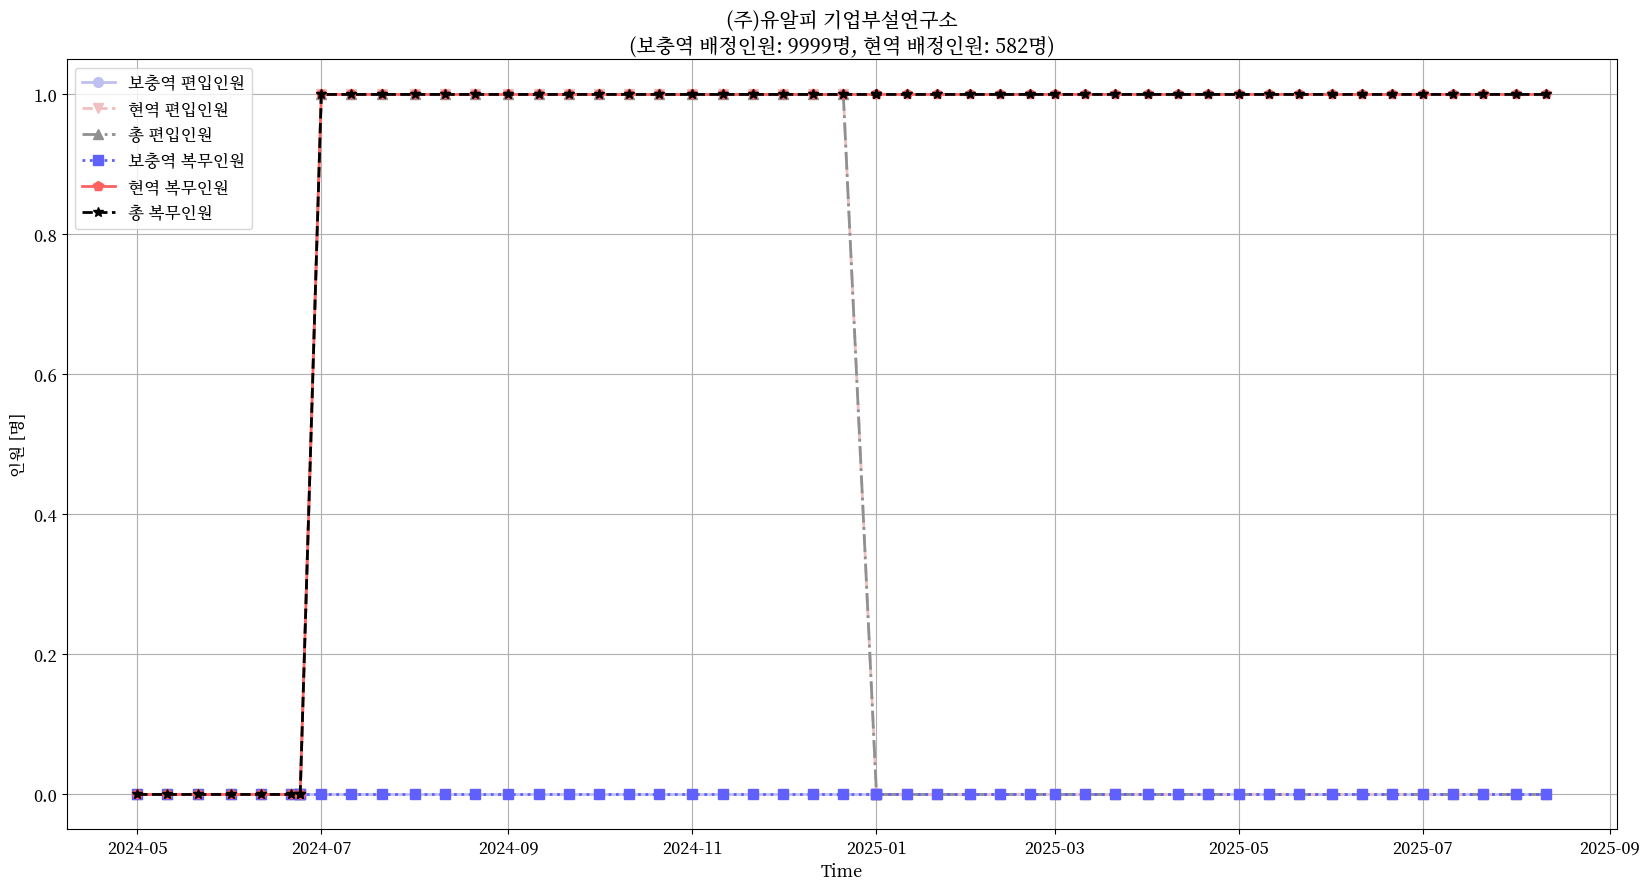 (주)유알피 기업부설연구소
(보충역 배정인원: 9999명, 현역 배정인원: 582명)
보충역 편입인원
현역 편입인원
총 편입인원
보충역 복무인원
현역 복무인원
총 복무인원
1.0
0.8
0.6
0.4
0.2
0.0
인원 [명]
2024-05
2024-07
2024-09
2024-11
2025-01
2025-03
2025-05
2025-07
2025-09
Time